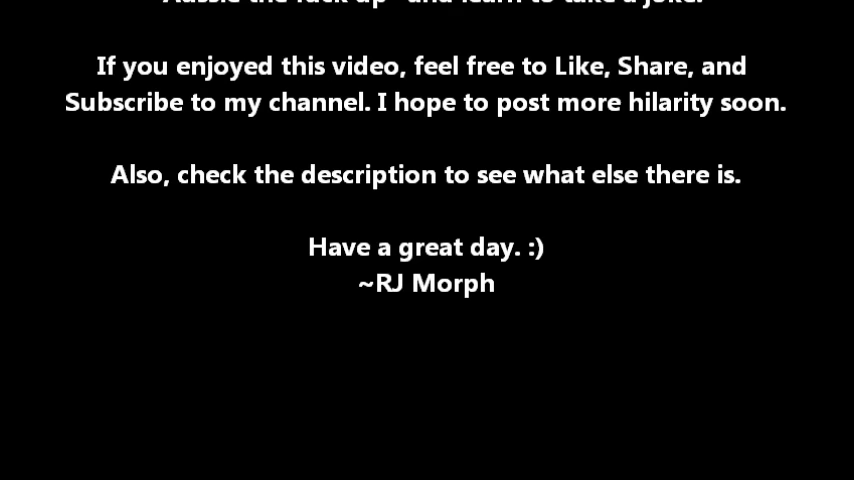 "Aussie the fuck up" and learn to take a joke.
If you enjoyed this video, feel free to Like, Share, and
Subscribe to my channel. I hope to post more hilarity soon.
Also, check the description to see what else there is.
Have a great day. :)
~RJ Morph